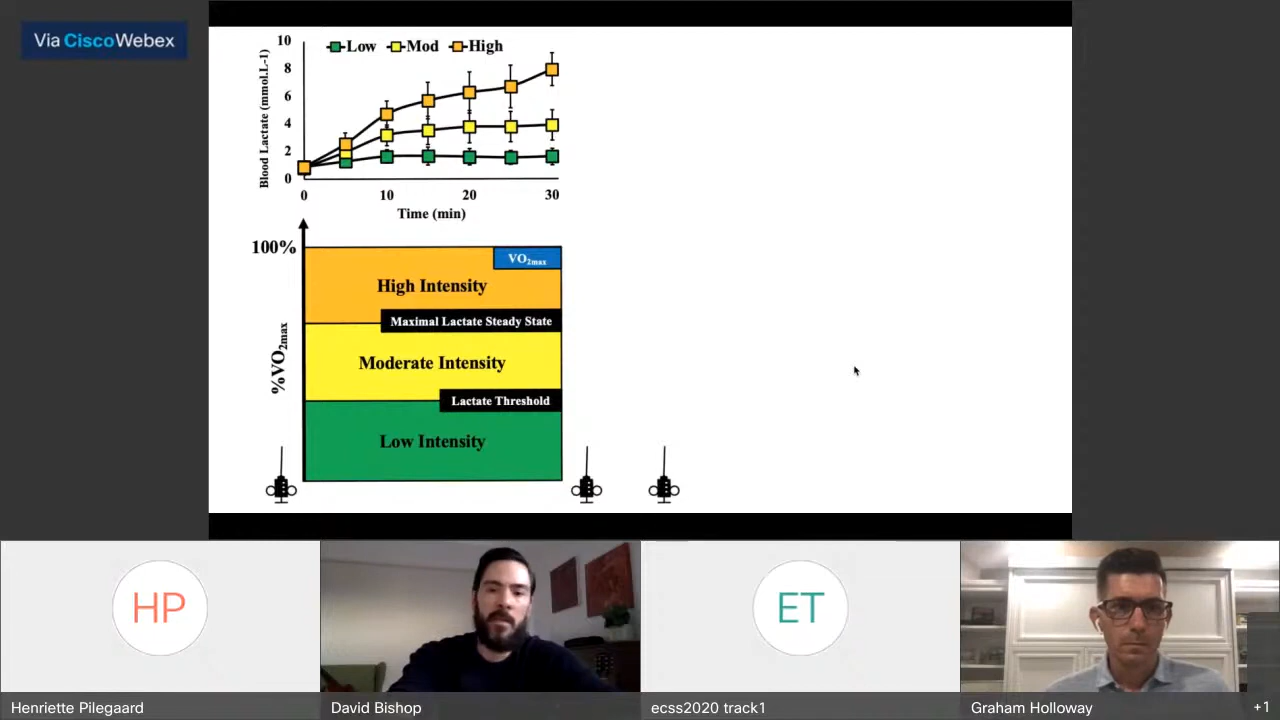 Via Cisco Webex
10
8
6
4
2
0
Blood Lactate (mmol.L-1)
Low Mod High
0 10 20 30
Time (min)
100%
%VO2max
VO2max
High Intensity
Maximal Lactate Steady State
Moderate Intensity
Lactate Threshold
Low Intensity
HP
ET
Henriette Pilegaard
David Bishop
ecss2020 track1
Graham Holloway
+1